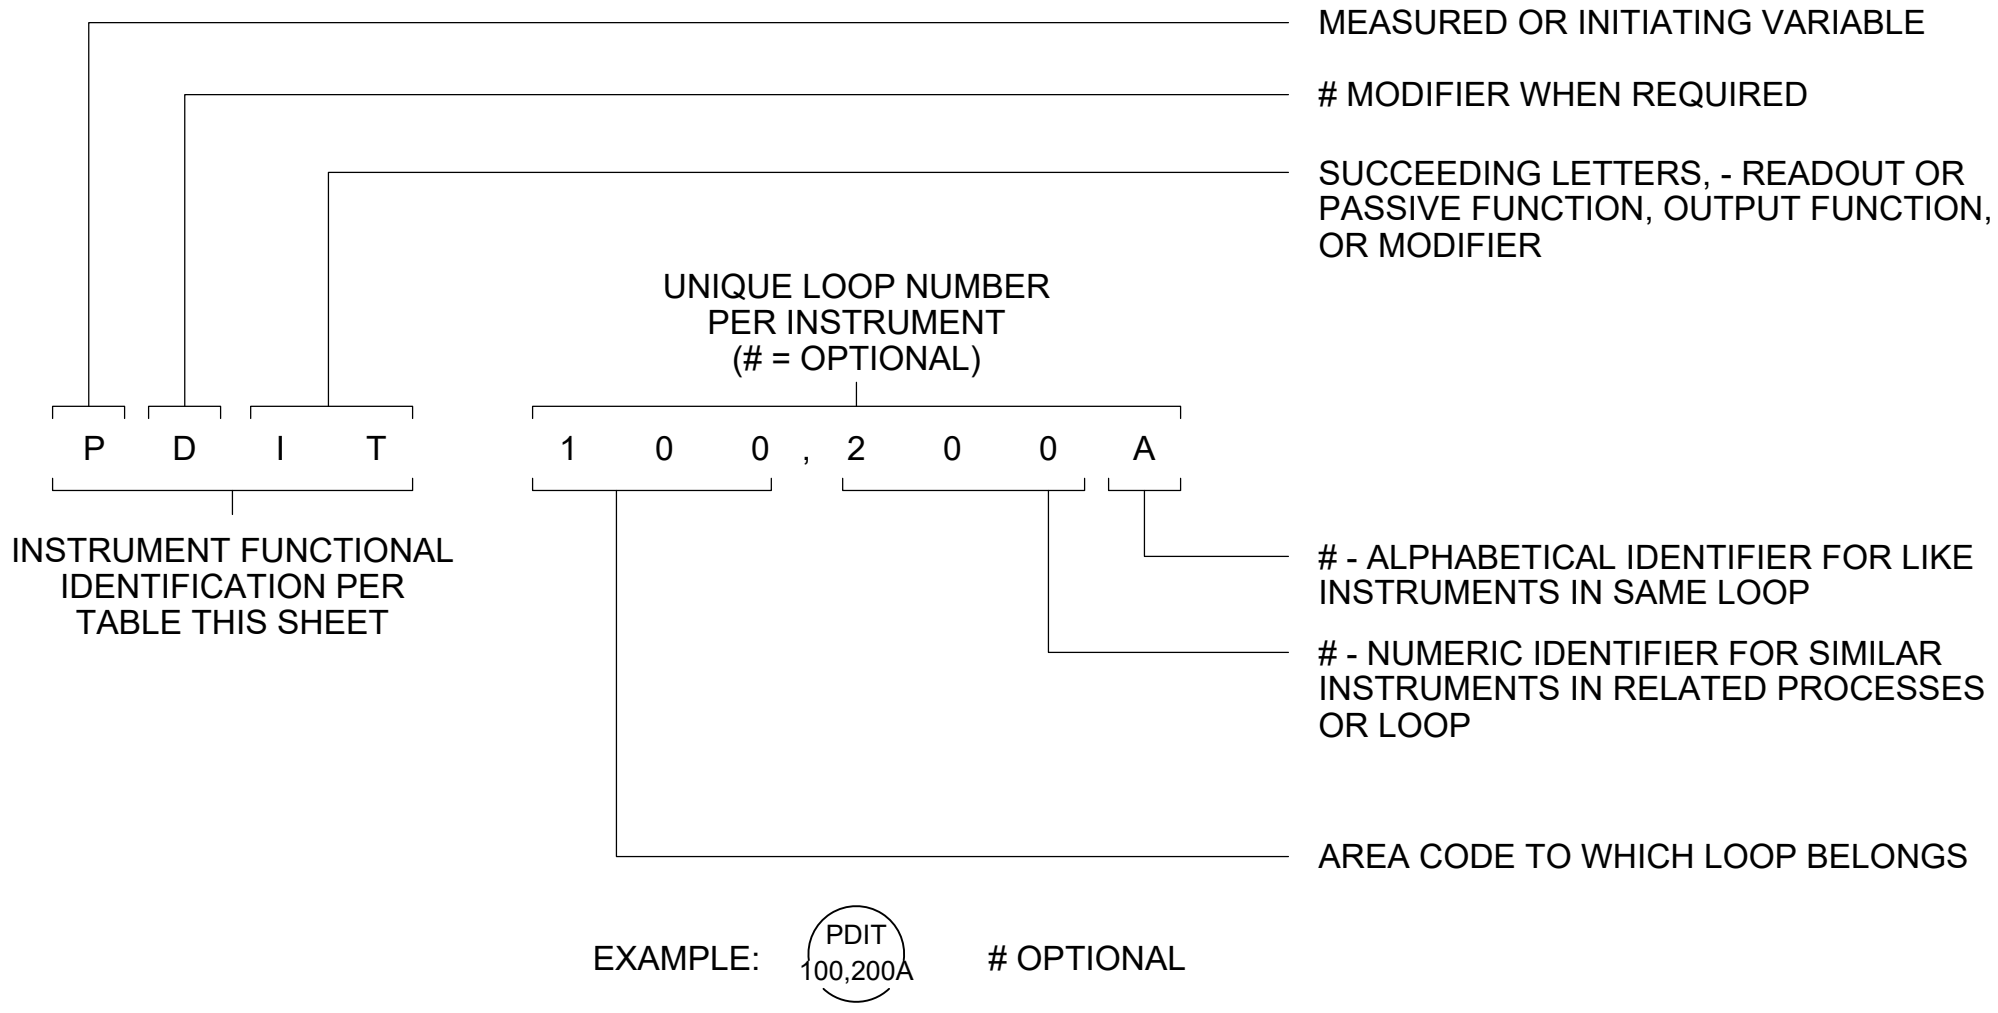 MEASURED OR INITIATING VARIABLE
# MODIFIER WHEN REQUIRED
SUCCEEDING LETTERS, - READOUT OR
PASSIVE FUNCTION, OUTPUT FUNCTION,
OR MODIFIER
UNIQUE LOOP NUMBER
PER INSTRUMENT
(# = OPTIONAL)
P D I T 1 0 0 , 2 0 0 A
INSTRUMENT FUNCTIONAL
IDENTIFICATION PER
TABLE THIS SHEET
# - ALPHABETICAL IDENTIFIER FOR LIKE
INSTRUMENTS IN SAME LOOP
# - NUMERIC IDENTIFIER FOR SIMILAR
INSTRUMENTS IN RELATED PROCESSES
OR LOOP
AREA CODE TO WHICH LOOP BELONGS
EXAMPLE:
PDIT
100,200A
# OPTIONAL